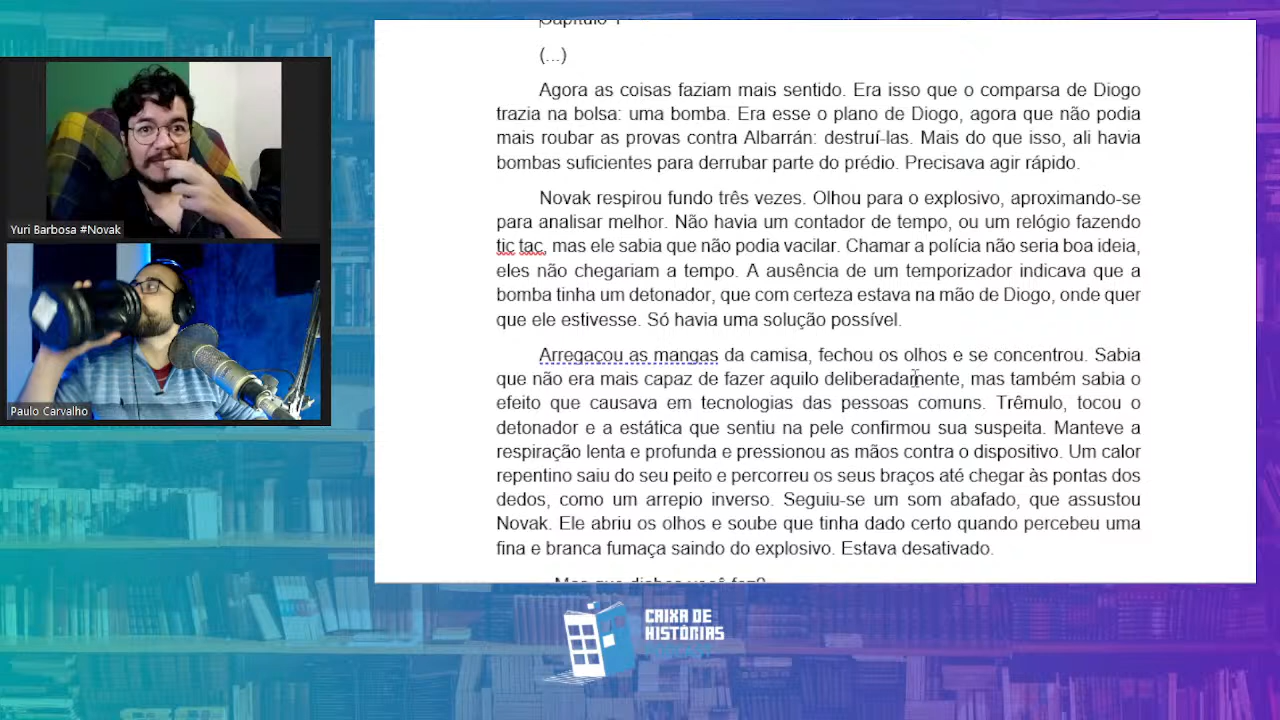 Capítulo 1
(...)
Agora as coisas faziam mais sentido. Era isso que o comparsa de Diogo
trazia na bolsa: uma bomba. Era esse o plano de Diogo, agora que não podia
mais roubar as provas contra Albarrán: destruí-las. Mais do que isso, ali havia
bombas suficientes para derrubar parte do prédio. Precisava agir rápido.
Novak respirou fundo três vezes. Olhou para o explosivo, aproximando-se
para analisar melhor. Não havia um contador de tempo, ou um relógio fazendo
tic tac, mas ele sabia que não podia vacilar. Chamar a polícia não seria boa ideia,
eles não chegariam a tempo. A ausência de um temporizador indicava que a
bomba tinha um detonador, que com certeza estava na mão de Diogo, onde quer
que ele estivesse. Só havia uma solução possível.
Arregaçou as mangas da camisa, fechou os olhos e se concentrou. Sabia
que não era mais capaz de fazer aquilo deliberadamente, mas também sabia o
efeito que causava em tecnologias das pessoas comuns. Trêmulo, tocou o
detonador e a estática que sentiu na pele confirmou sua suspeita. Manteve a
respiração lenta e profunda e pressionou as mãos contra o dispositivo. Um calor
repentino saiu do seu peito e percorreu os seus braços até chegar às pontas dos
dedos, como um arrepio inverso. Seguiu-se um som abafado, que assustou
Novak. Ele abriu os olhos e soube que tinha dado certo quando percebeu uma
fina e branca fumaça saindo do explosivo. Estava desativado.
Yuri Barbosa #Novak
Paulo Carvalho
CAIXA DE
HISTÓRIAS